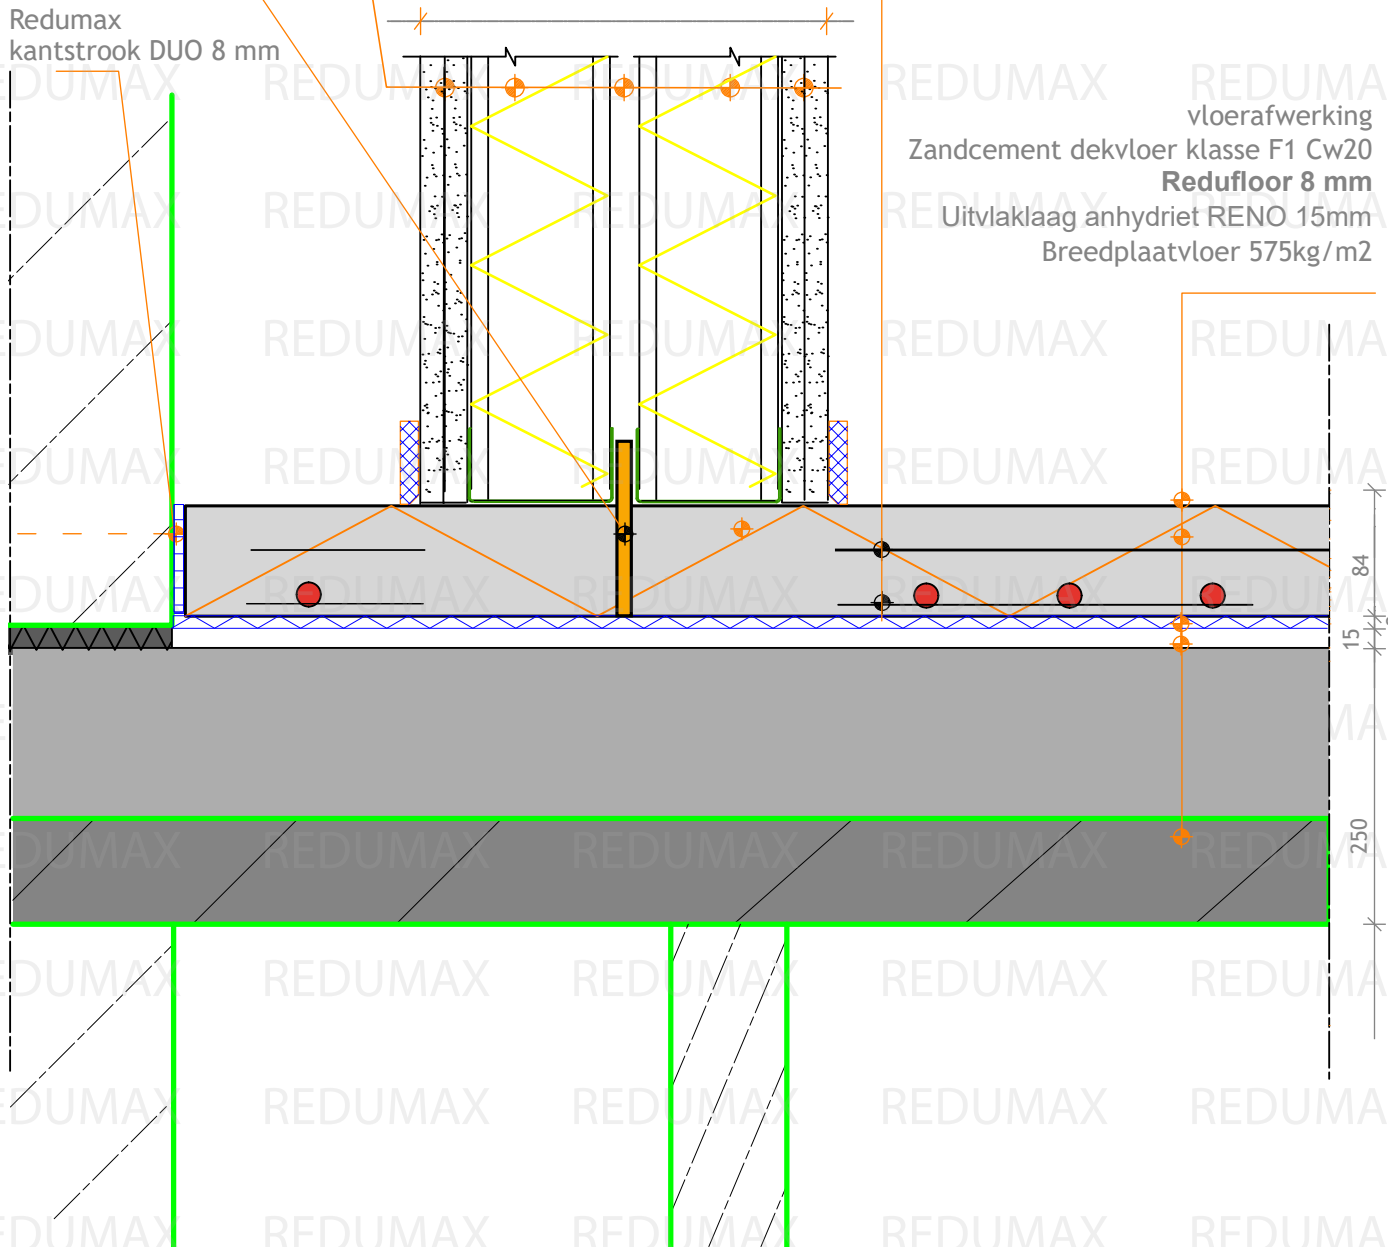 Redumax
kantstrook DUO 8 mm
vloerafwerking
Zandcement dekvloer klasse F1 Cw20
Redufloor 8 mm
Uitvlaklaag anhydriet RENO 15mm
Breedplaatvloer 575kg/m2
84
15
250
REDUMAX